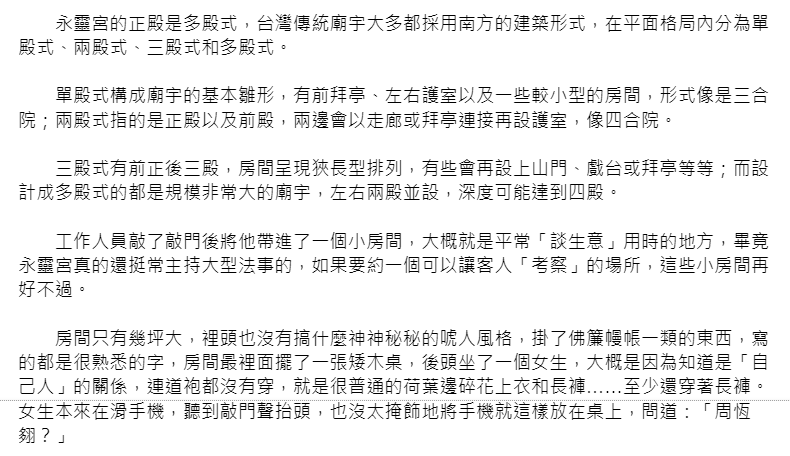 永靈宮的正殿是多殿式，台灣傳統廟宇大多都採用南方的建築形式，在平面格局內分為單
殿式、兩殿式、三殿式和多殿式。
單殿式構成廟宇的基本雛形，有前拜亭、左右護室以及一些較小型的房間，形式像是三合
院；兩殿式指的是正殿以及前殿，兩邊會以走廊或拜亭連接再設護室，像四合院。
三殿式有前正後三殿，房間呈現狹長型排列，有些會再設上山門、戲台或拜亭等等；而設
計成多殿式的都是規模非常大的廟宇，左右兩殿並設，深度可能達到四殿。
工作人員敲了敲門後將他帶進了一個小房間，大概就是平常「談生意」用時的地方，畢竟
永靈宮真的還挺常主持大型法事的，如果要約一個可以讓客人「考察」的場所，這些小房間再
好不過。
房間只有幾坪大，裡頭也沒有搞什麼神神秘秘的唬人風格，掛了佛簾幔帳一類的東西，寫
的都是很熟悉的字，房間最裡面擺了一張矮木桌，後頭坐了一個女生，大概是因為知道是「自
己人」的關係，連道袍都沒有穿，就是很普通的荷葉邊碎花上衣和長褲……至少還穿著長褲。
女生本來在滑手機，聽到敲門聲抬頭，也沒太掩飾地將手機就這樣放在桌上，問道：「周恆
翗？」